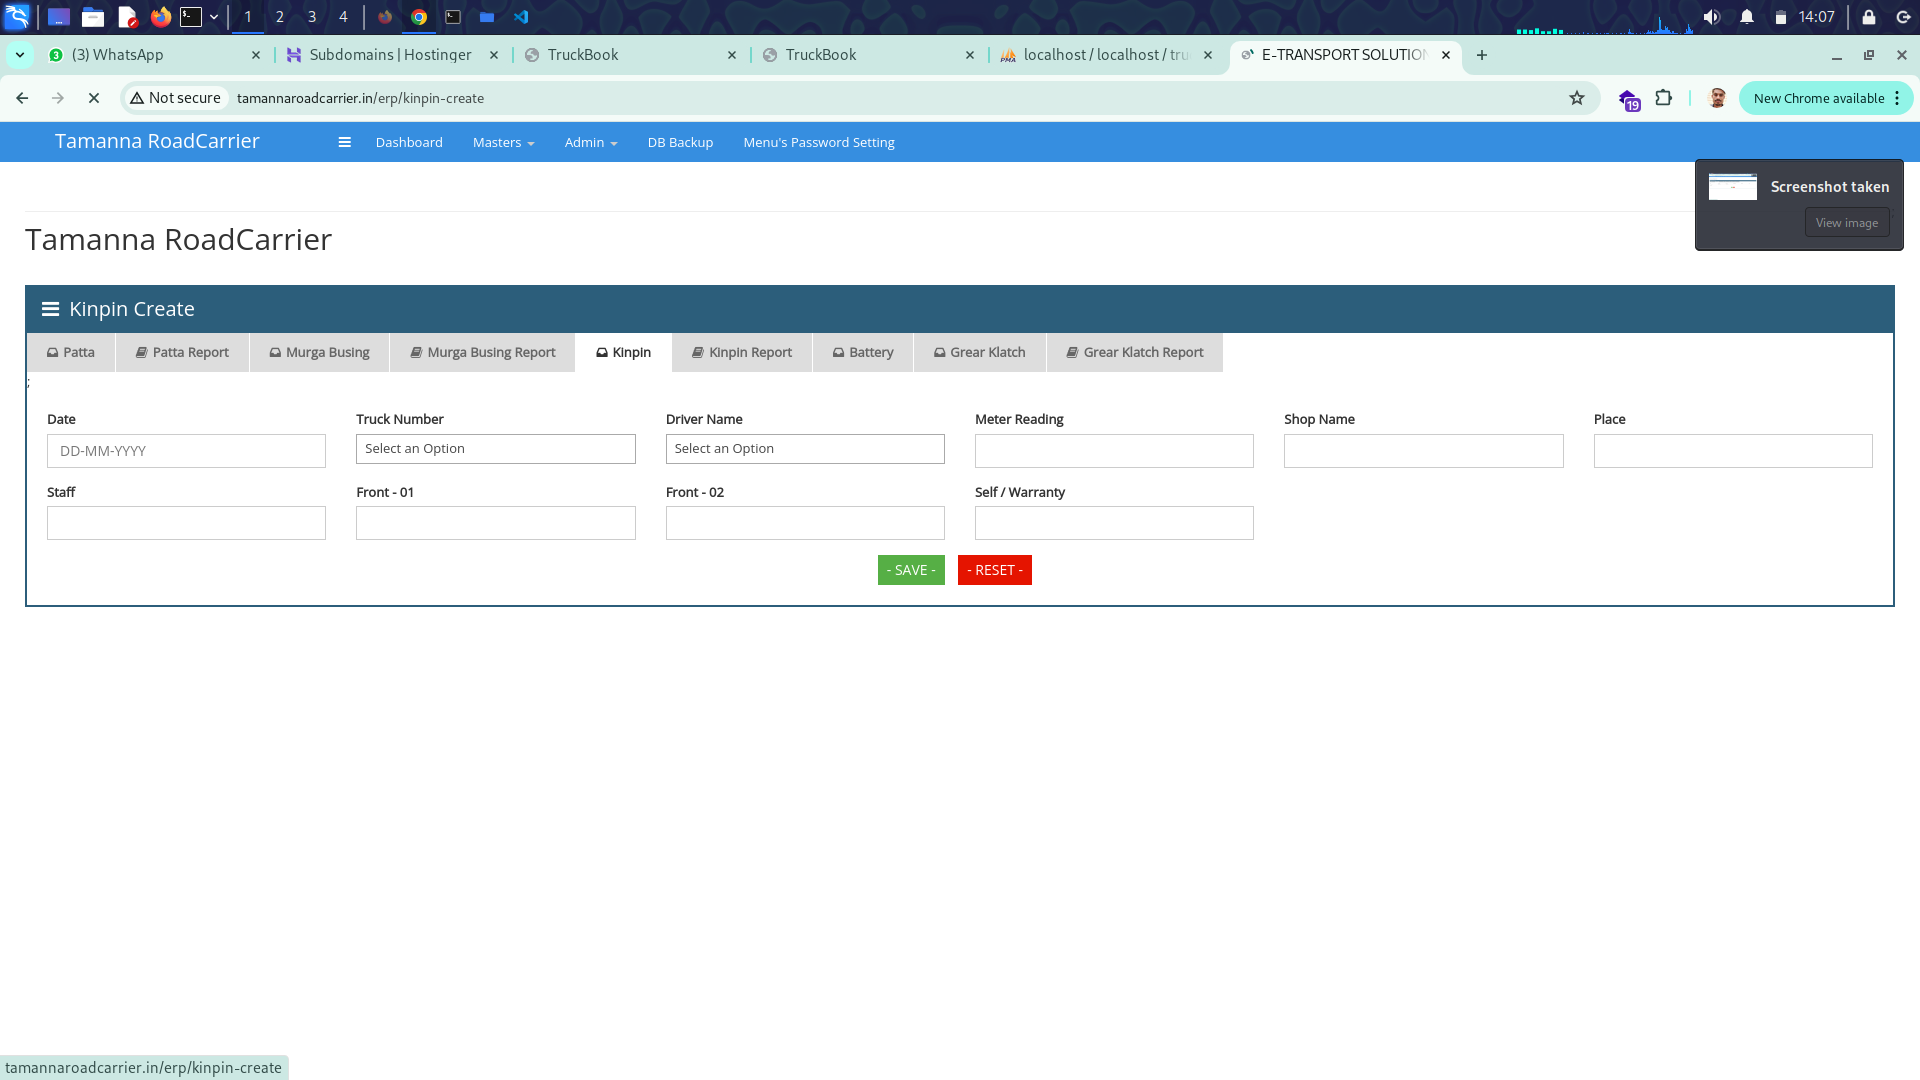 1 2 3 4 14:07
(3) WhatsApp Subdomains | Hostinger TruckBook TruckBook localhost / localhost / tru E-TRANSPORT SOLUTION
Not secure tamannaroadcarrier.in/erp/kinpin-create 19 New Chrome available
Tamanna RoadCarrier Dashboard Masters Admin DB Backup Menu's Password Setting
Screenshot taken
View image
Tamanna RoadCarrier
Kinpin Create
Patta Patta Report Murga Busing Murga Busing Report Kinpin Kinpin Report Battery Grear Klatch Grear Klatch Report
;
Date Truck Number Driver Name Meter Reading Shop Name Place
DD-MM-YYYY Select an Option Select an Option
Staff Front - 01 Front - 02 Self / Warranty
- SAVE - - RESET -
tamannaroadcarrier.in/erp/kinpin-create